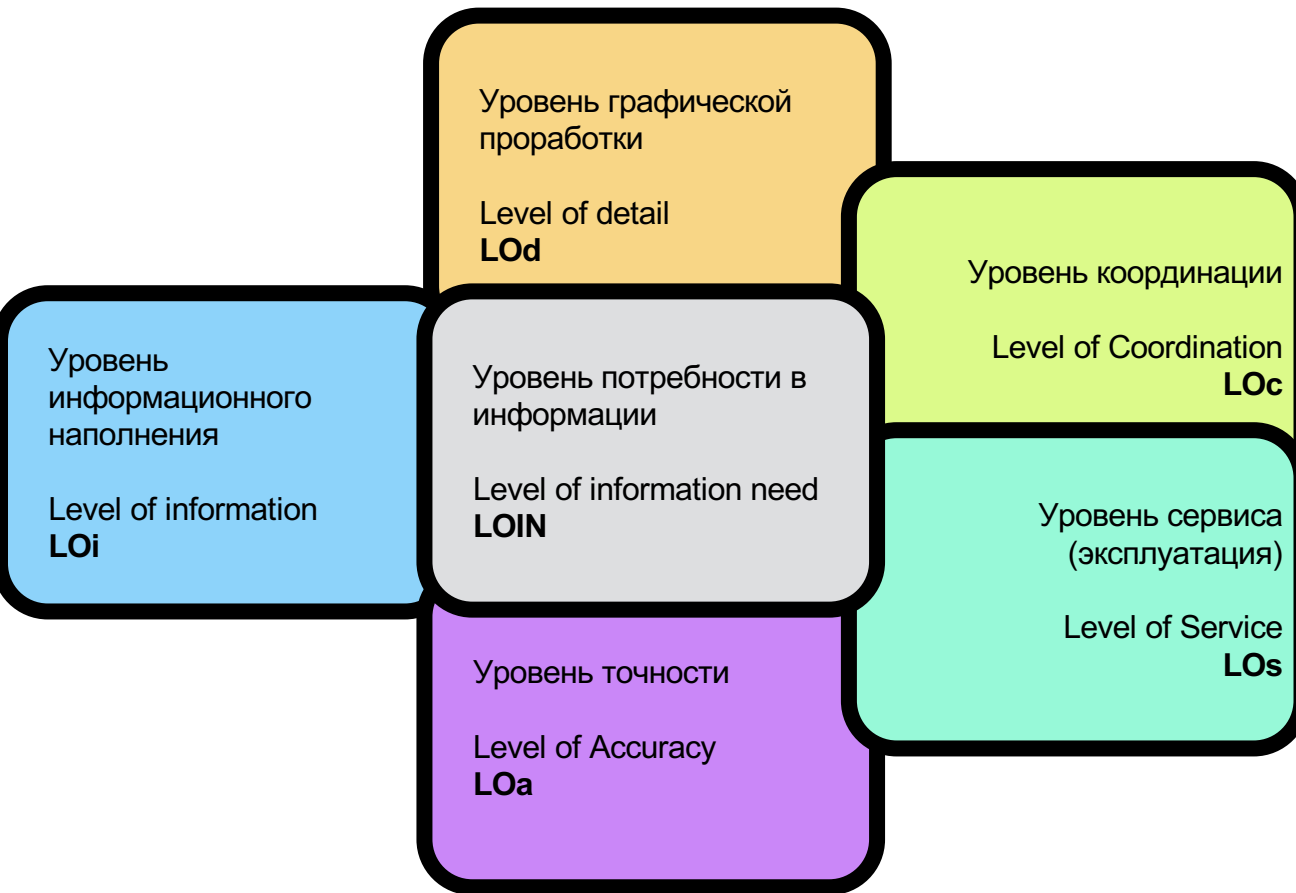 Уровень графической
проработки
Level of detail
LOd
Уровень координации
Level of Coordination
LOc
Уровень
информационного
наполнения
Level of information
LOi
Уровень потребности в
информации
Level of information need
LOIN
Уровень сервиса
(эксплуатация)
Level of Service
LOs
Уровень точности
Level of Accuracy
LOa